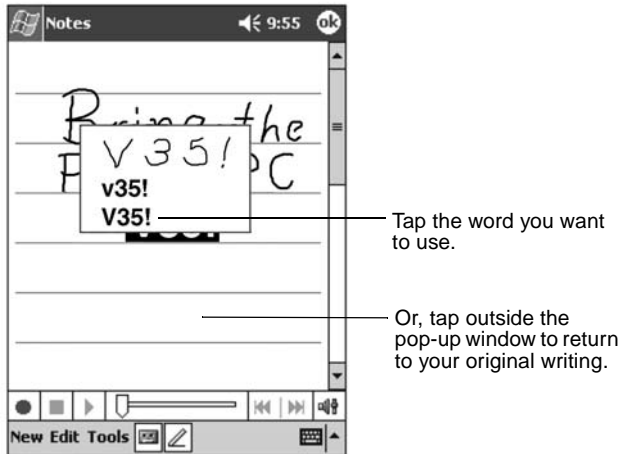 Notes 9:55 ok
Bring the
PC
V35!
v35!
V35!
Tap the word you want
to use.
Or, tap outside the
pop-up window to return
to your original writing.
New Edit Tools